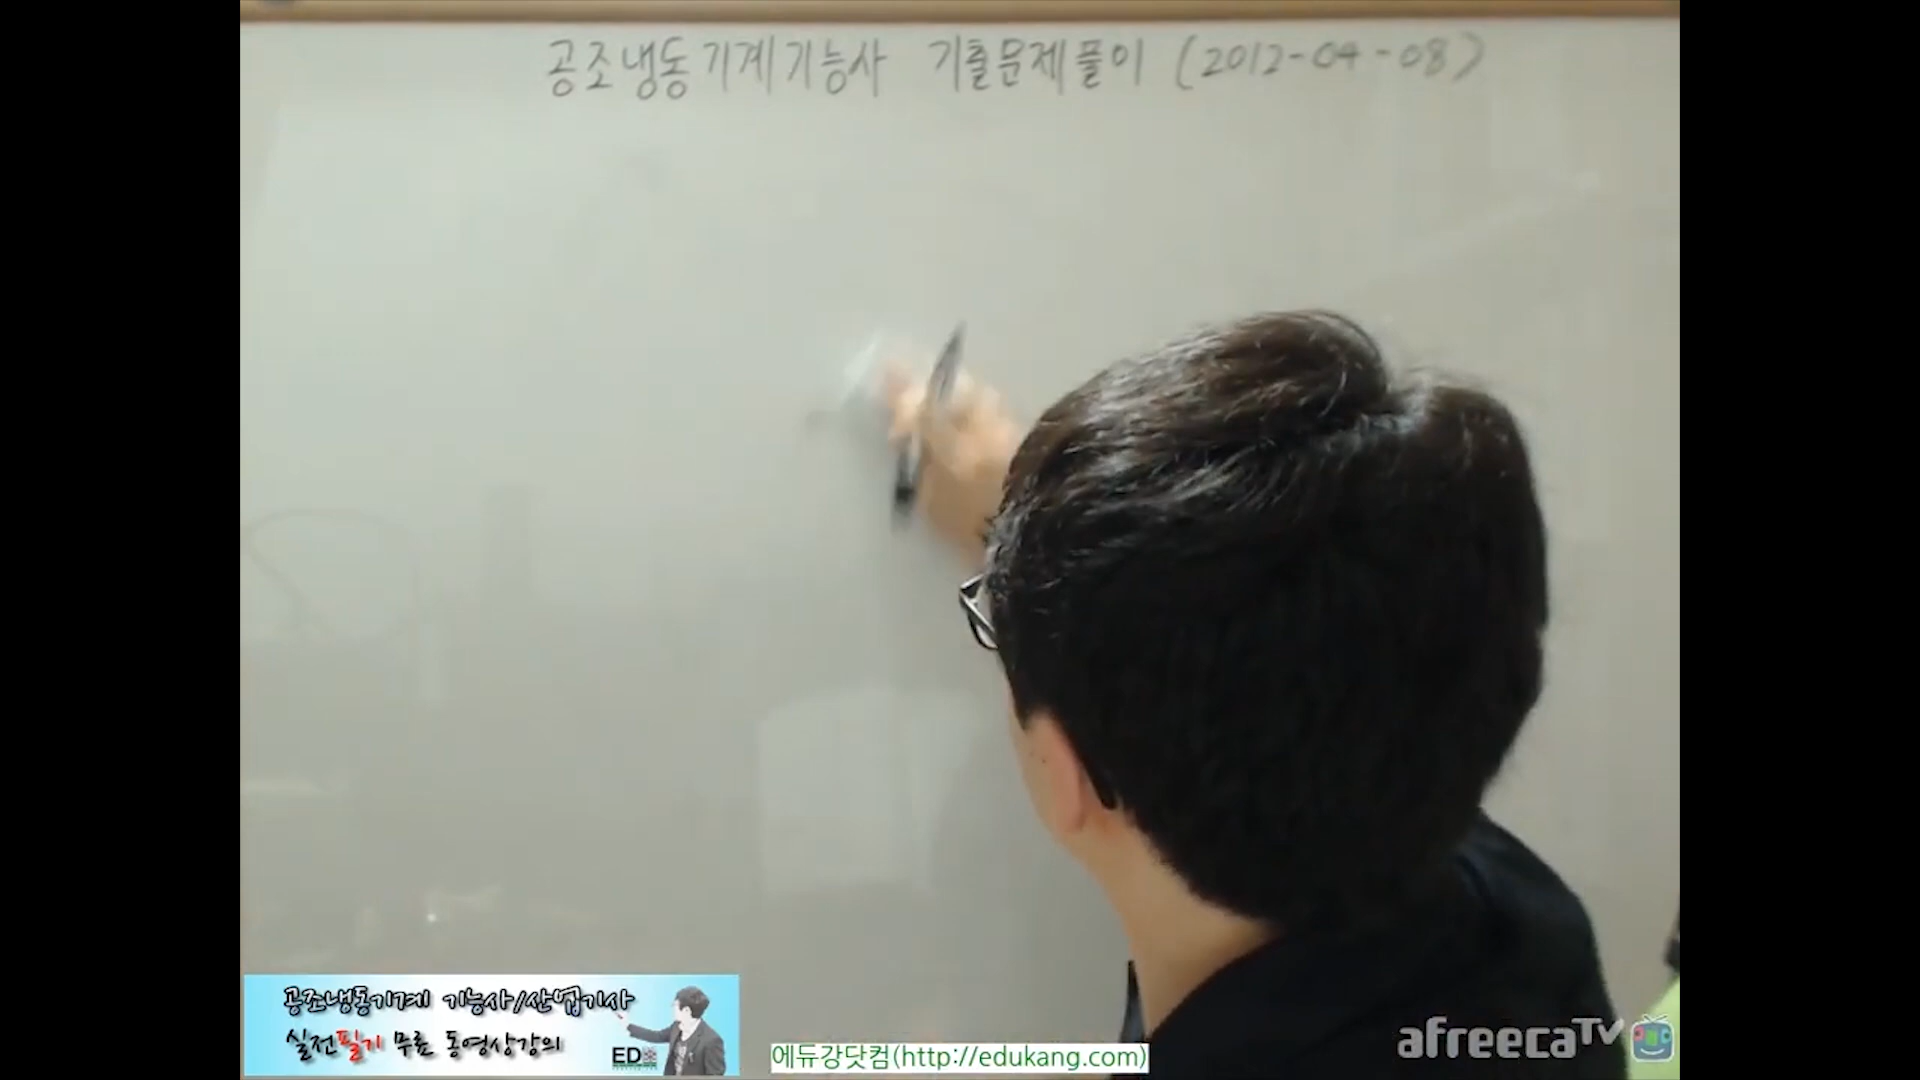 공조냉동기계기능사 기출문제풀이 (2012-04-08)
공조냉동기계 기능사/산업기사
실전필기 무료 동영상강의
에듀강닷컴(http://edukang.com)
afreecaTV